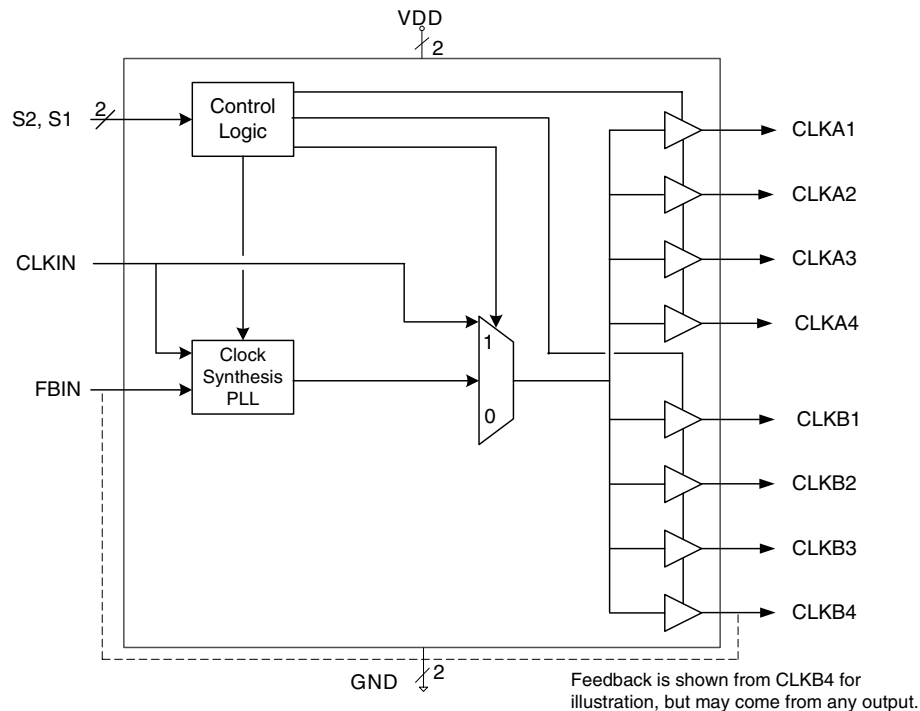 VDD
2
S2, S1
2
Control
Logic
CLKA1
CLKA2
CLKIN
CLKA3
CLKA4
1
Clock
Synthesis
PLL
FBIN
0
CLKB1
CLKB2
CLKB3
CLKB4
GND
2
Feedback is shown from CLKB4 for
illustration, but may come from any output.